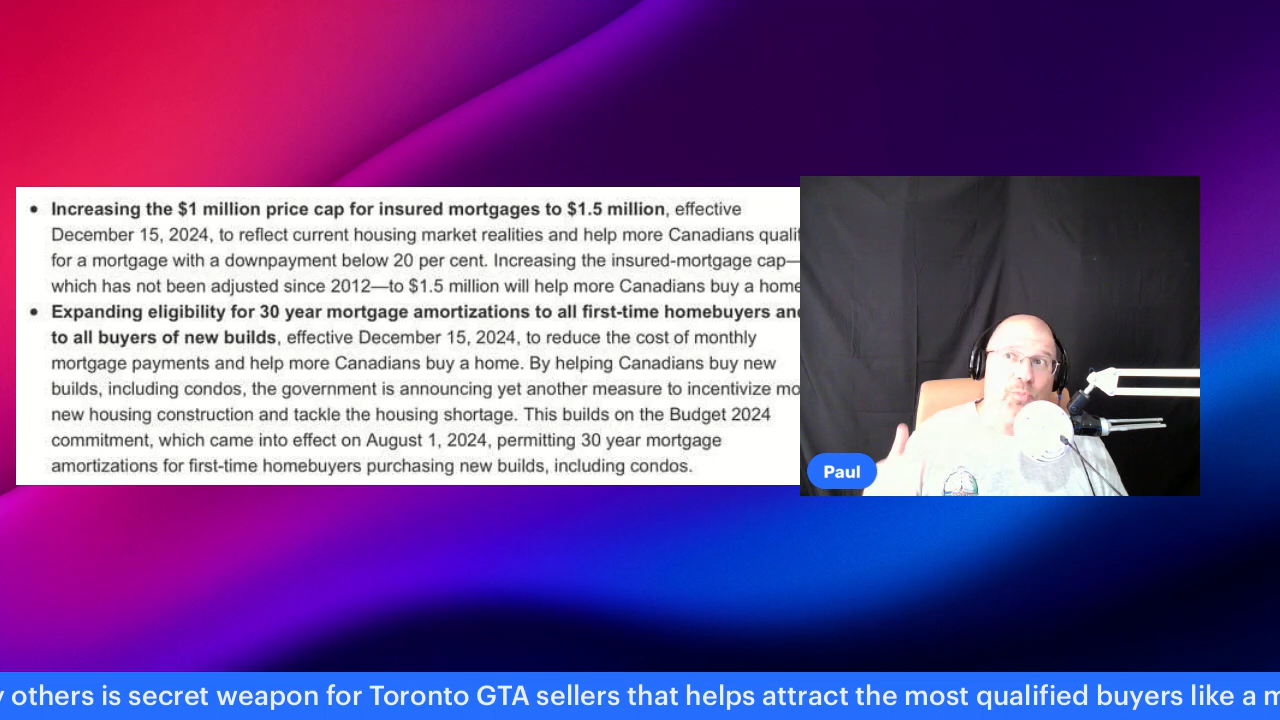 • Increasing the $1 million price cap for insured mortgages to $1.5 million, effective
December 15, 2024, to reflect current housing market realities and help more Canadians
for a mortgage with a downpayment below 20 per cent. Increasing the insured-mortgage cap—
which has not been adjusted since 2012—to $1.5 million will help more Canadians buy a home
• Expanding eligibility for 30 year mortgage amortizations to all first-time homebuyers and
to all buyers of new builds, effective December 15, 2024, to reduce the cost of monthly
mortgage payments and help more Canadians buy a home. By helping Canadians buy new
builds, including condos, the government is announcing yet another measure to incentivize
new housing construction and tackle the housing shortage. This builds on the Budget 2024
commitment, which came into effect on August 1, 2024, permitting 30 year mortgage
amortizations for first-time homebuyers purchasing new builds, including condos.
Paul
others is secret weapon for Toronto GTA sellers that helps attract the most qualified buyers like a